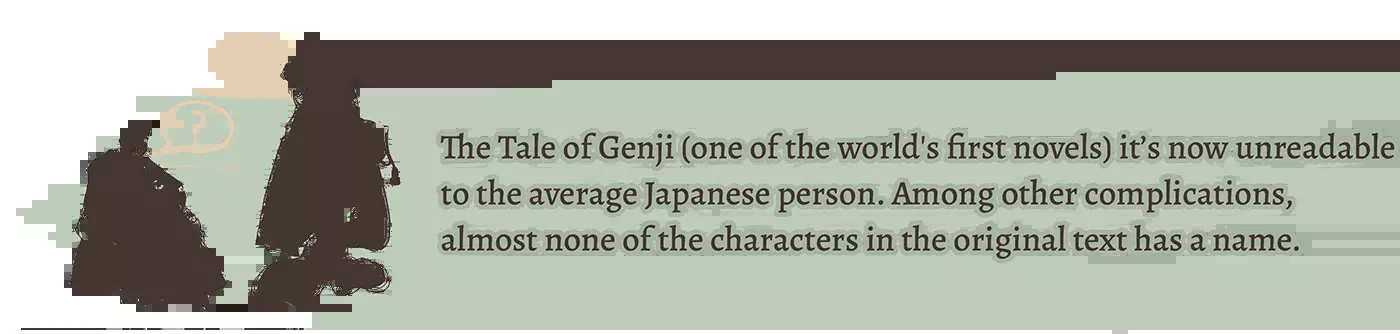 ?
The Tale of Genji (one of the world's first novels) it’s now unreadable
to the average Japanese person. Among other complications,
almost none of the characters in the original text has a name.